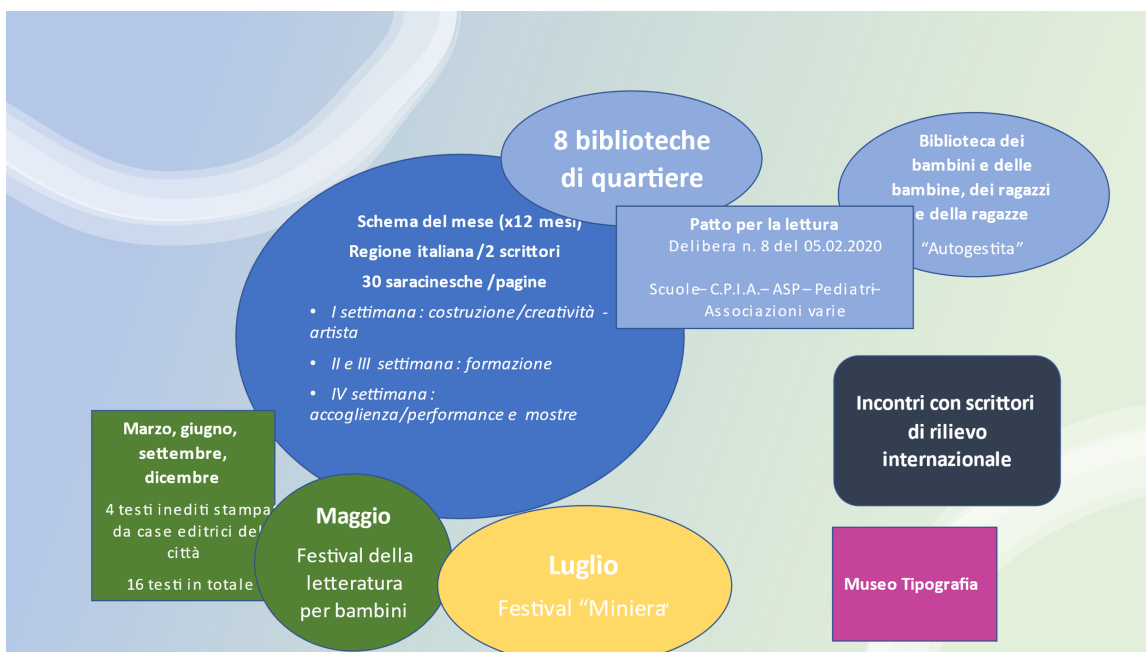 8 biblioteche
di quartiere
Biblioteca dei
bambini e delle
bambine, dei ragazzi
e della ragazze
“Autogestita”
Schema del mese (x12 mesi)
Regione italiana /2 scrittori
30 saracinesche /pagine
• I settimana : costruzione/creatività -
artista
• II e III settimana : formazione
• IV settimana :
accoglienza/performance e mostre
Patto per la lettura
Delibera n. 8 del 05.02.2020
Scuole– C.P.I.A.– ASP– Pediatri–
Associazioni varie
Incontri con scrittori
di rilievo
internazionale
Marzo, giugno,
settembre,
dicembre
4 testi inediti
da case editrici
città
16 testi in totale
Maggio
Festival della
letteratura
per bambini
Luglio
Festival “Miniera”
Museo Tipografia